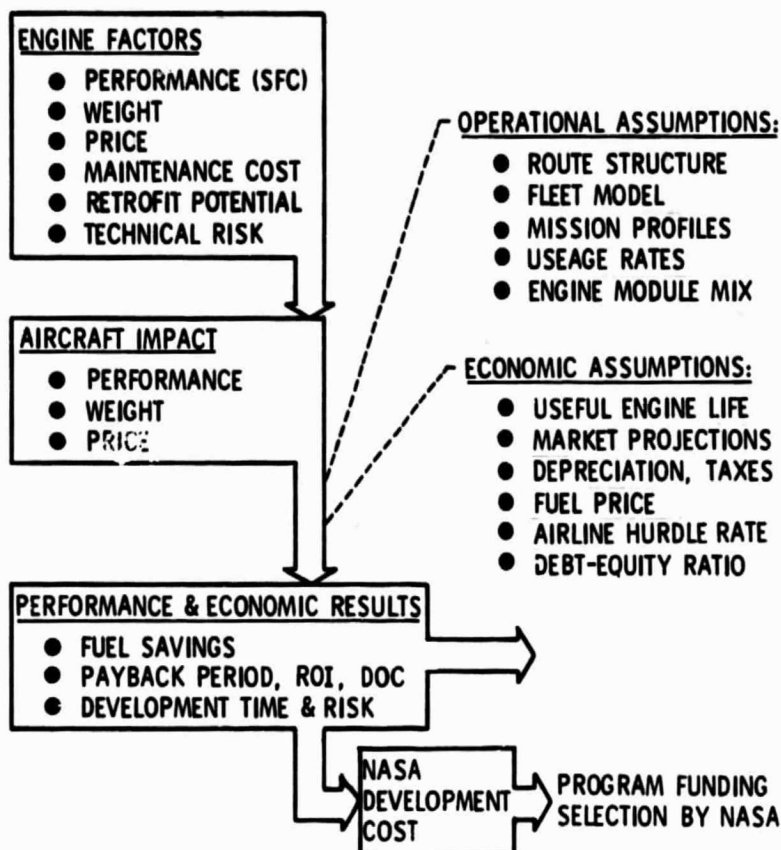 ENGINE FACTORS
● PERFORMANCE (SFC)
● WEIGHT
● PRICE
● MAINTENANCE COST
● RETROFIT POTENTIAL
● TECHNICAL RISK
OPERATIONAL ASSUMPTIONS:
● ROUTE STRUCTURE
● FLEET MODEL
● MISSION PROFILES
● USEAGE RATES
● ENGINE MODULE MIX
AIRCRAFT IMPACT
● PERFORMANCE
● WEIGHT
● PRICE
ECONOMIC ASSUMPTIONS:
● USEFUL ENGINE LIFE
● MARKET PROJECTIONS
● DEPRECIATION, TAXES
● FUEL PRICE
● AIRLINE HURDLE RATE
● DEBT-EQUITY RATIO
PERFORMANCE & ECONOMIC RESULTS
● FUEL SAVINGS
● PAYBACK PERIOD, ROI, DOC
● DEVELOPMENT TIME & RISK
NASA
DEVELOPMENT
COST
PROGRAM FUNDING
SELECTION BY NASA